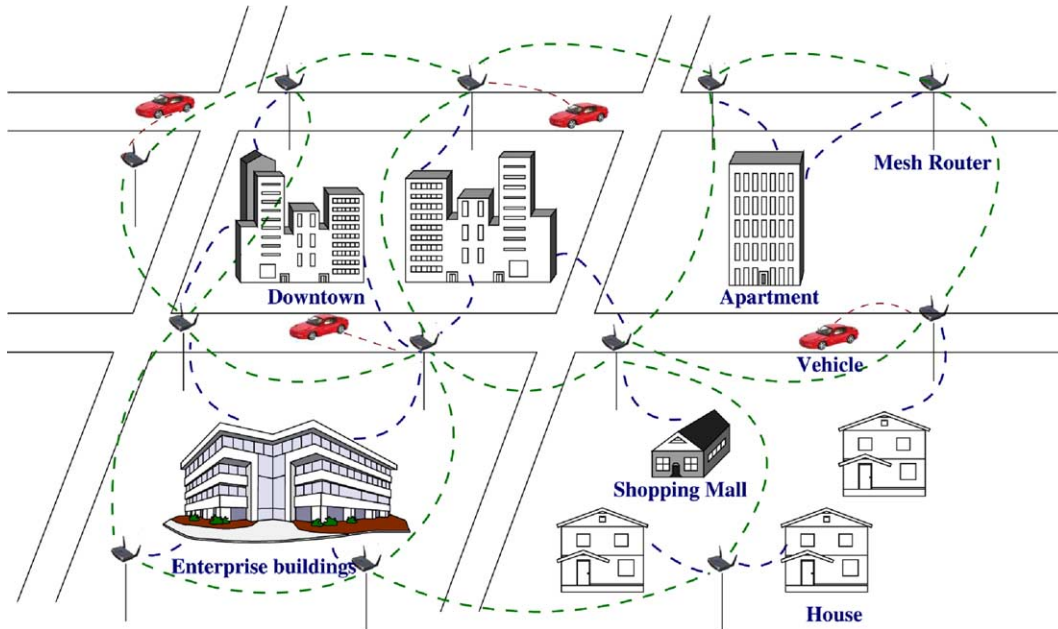 Mesh Router
Downtown
Apartment
Vehicle
Shopping Mall
Enterprise buildings
House